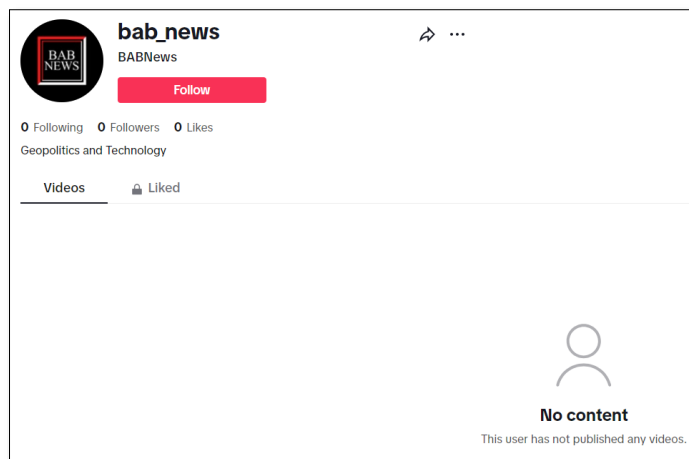 BAB
NEWS
bab_news
BABNews
Follow
0 Following 0 Followers 0 Likes
Geopolitics and Technology
Videos Liked
No content
This user has not published any videos.